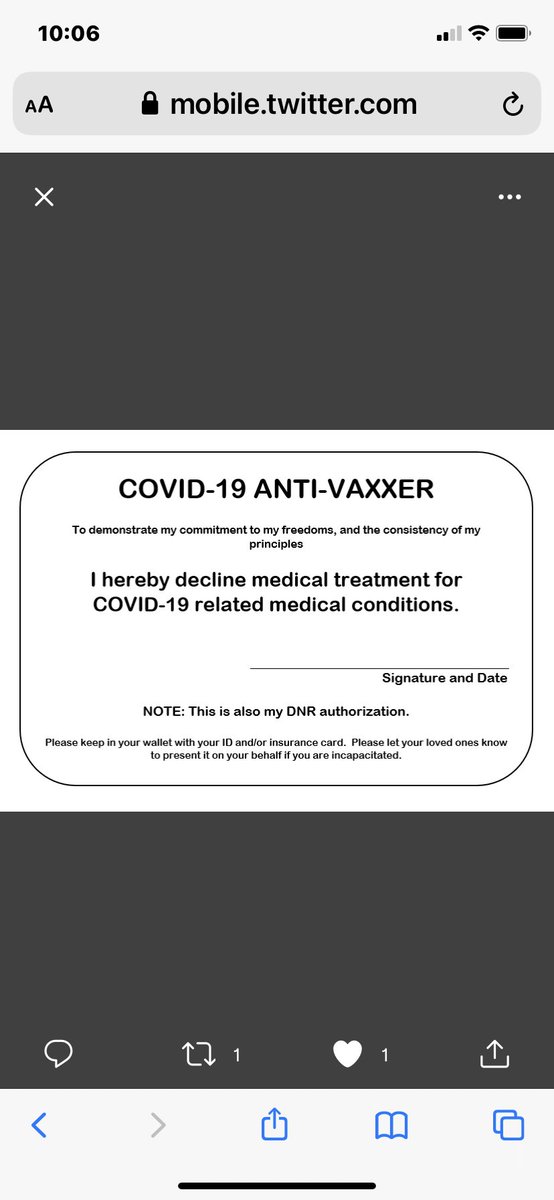 10:06
AA mobile.twitter.com
COVID-19 ANTI-VAXXER
To demonstrate my commitment to my freedoms, and the consistency of my
principles
I hereby decline medical treatment for
COVID-19 related medical conditions.
Signature and Date
NOTE: This is also my DNR authorization.
Please keep in your wallet with your ID and/or insurance card. Please let your loved ones know
to present it on your behalf if you are incapacitated.
1 1